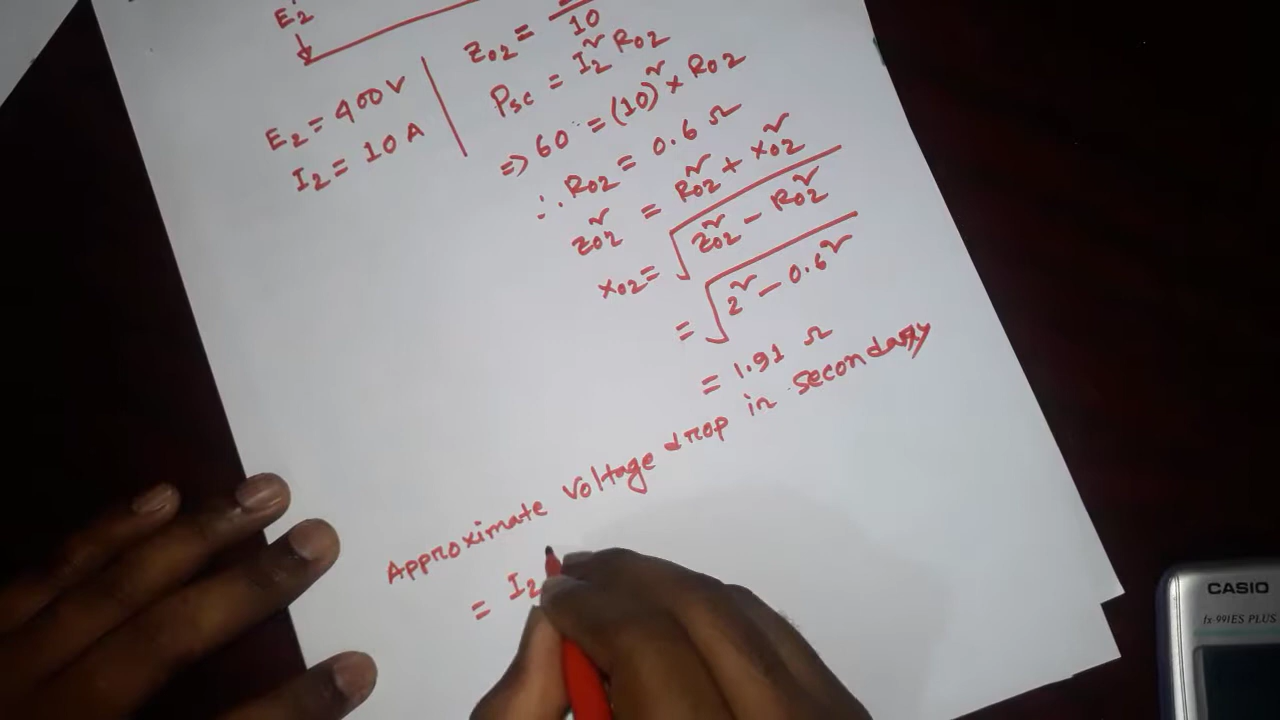 E₂'
E₂ = 400 V
I₂ = 10 A
Z₀₂ = /10
Psc = I₂² R₀₂
=> 60 = (10)² × R₀₂
∴ R₀₂ = 0.6 Ω
Z₀₂² = R₀₂² + X₀₂²
X₀₂ = √(Z₀₂² - R₀₂²)
= √(2² - 0.6²)
= 1.91 Ω
Approximate voltage drop in secondary
= I₂
CASIO
fx-991ES PLUS